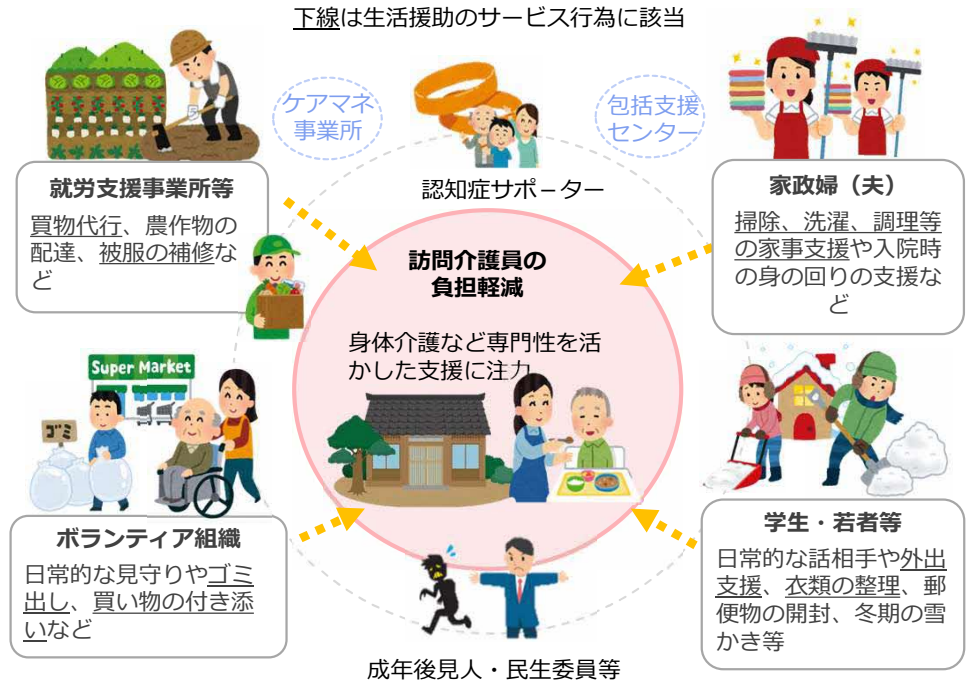 下線は生活援助のサービス行為に該当
ケアマネ
事業所
包括支援
センター
認知症サポーター
就労支援事業所等
買物代行、農作物の
配達、被服の補修な
ど
家政婦（夫）
掃除、洗濯、調理等
の家事支援や入院時
の身の回りの支援な
ど
訪問介護員の
負担軽減
身体介護など専門性を活
かした支援に注力
Super Market
ゴミ
ボランティア組織
日常的な見守りやゴミ
出し、買い物の付き添
いなど
学生・若者等
日常的な話相手や外出
支援、衣類の整理、郵
便物の開封、冬期の雪
かき等
成年後見人・民生委員等